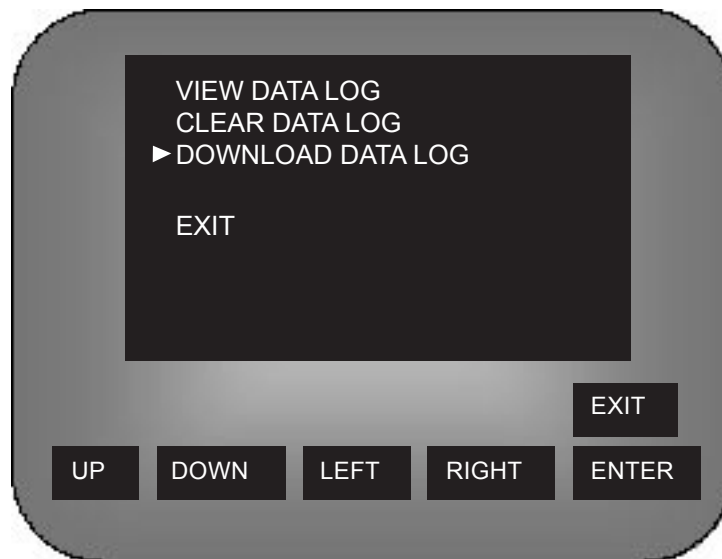 VIEW DATA LOG
CLEAR DATA LOG
DOWNLOAD DATA LOG
EXIT
EXIT
UP DOWN LEFT RIGHT ENTER